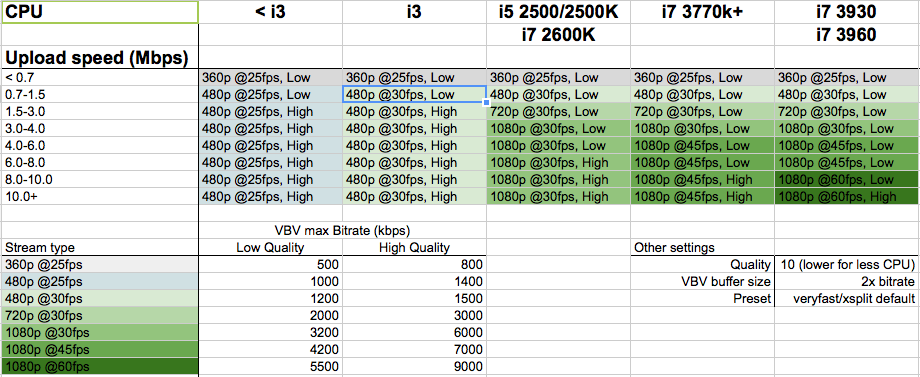 CPU < i3 i3 i5 2500/2500K i7 3770k+ i7 3930
i7 2600K i7 3960
Upload speed (Mbps)
< 0.7 360p @25fps, Low 360p @25fps, Low 360p @25fps, Low 360p @25fps, Low 360p @25fps, Low
0.7-1.5 480p @25fps, Low 480p @30fps, Low 480p @30fps, Low 480p @30fps, Low 480p @30fps, Low
1.5-3.0 480p @25fps, High 480p @30fps, High 720p @30fps, Low 720p @30fps, Low 720p @30fps, Low
3.0-4.0 480p @25fps, High 480p @30fps, High 1080p @30fps, Low 1080p @30fps, Low 1080p @30fps, Low
4.0-6.0 480p @25fps, High 480p @30fps, High 1080p @30fps, Low 1080p @45fps, Low 1080p @45fps, Low
6.0-8.0 480p @25fps, High 480p @30fps, High 1080p @30fps, High 1080p @45fps, Low 1080p @45fps, Low
8.0-10.0 480p @25fps, High 480p @30fps, High 1080p @30fps, High 1080p @45fps, High 1080p @60fps, Low
10.0+ 480p @25fps, High 480p @30fps, High 1080p @30fps, High 1080p @45fps, High 1080p @60fps, High
VBV max Bitrate (kbps)
Stream type Low Quality High Quality Other settings
360p @25fps 500 800 Quality 10 (lower for less CPU)
480p @25fps 1000 1400 VBV buffer size 2x bitrate
480p @30fps 1200 1500 Preset veryfast/xsplit default
720p @30fps 2000 3000
1080p @30fps 3200 6000
1080p @45fps 4200 7000
1080p @60fps 5500 9000